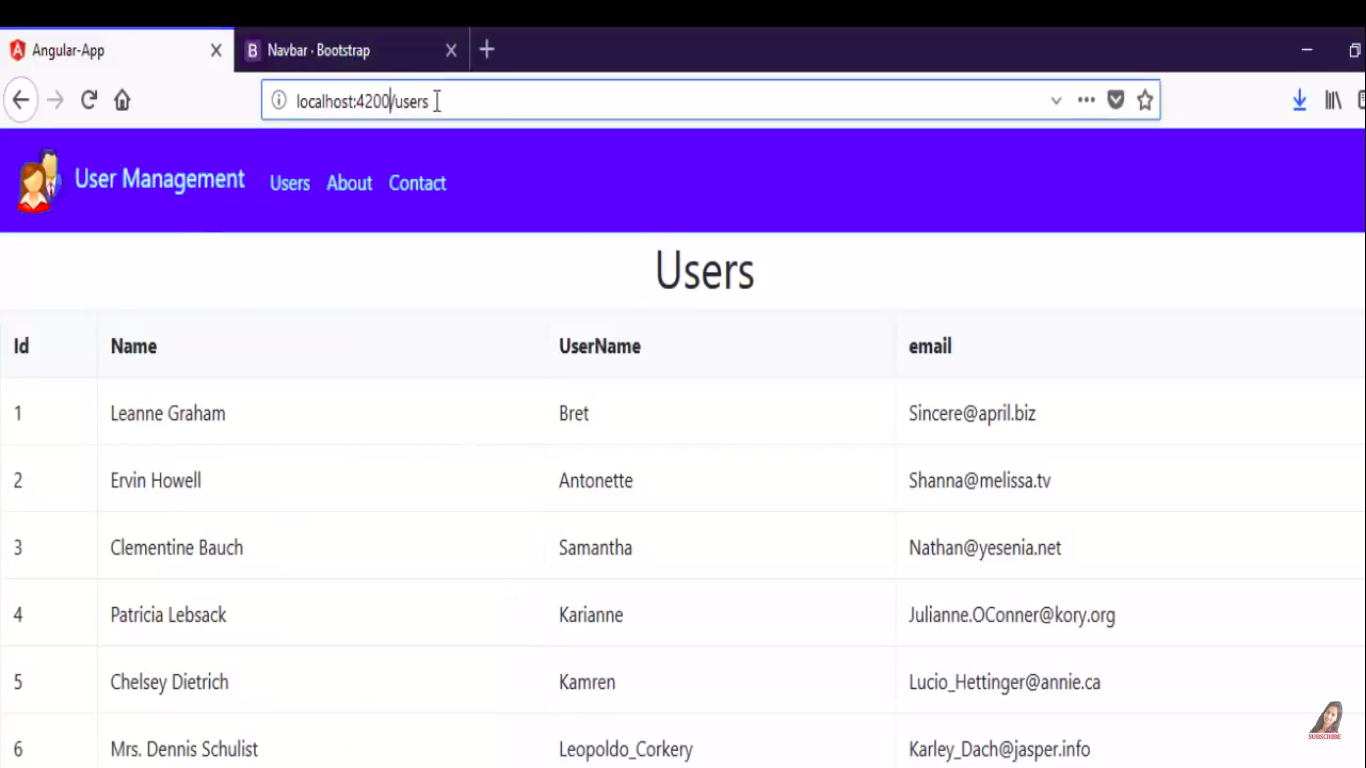 Angular-App
Navbar · Bootstrap
localhost:4200/users
User Management Users About Contact
Users
Id Name UserName email
1 Leanne Graham Bret Sincere@april.biz
2 Ervin Howell Antonette Shanna@melissa.tv
3 Clementine Bauch Samantha Nathan@yesenia.net
4 Patricia Lebsack Karianne Julianne.OConner@kory.org
5 Chelsey Dietrich Kamren Lucio_Hettinger@annie.ca
6 Mrs. Dennis Schulist Leopoldo_Corkery Karley_Dach@jasper.info
SUBSCRIBE